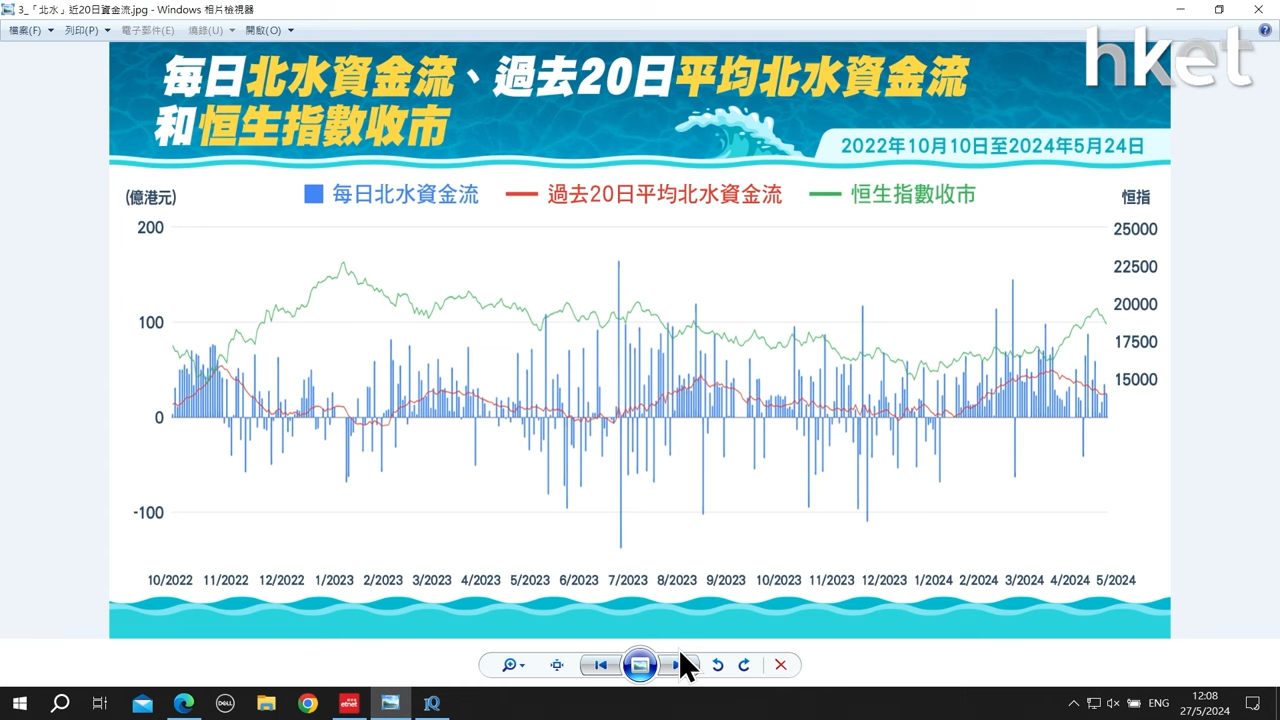 3_「北水」近20日資金流.jpg - Windows 相片檢視器
檔案(F) 列印(P) 電子郵件(E) 燒錄(U) 開啟(O)
hket
每日北水資金流、過去20日平均北水資金流
和恒生指數收市
2022年10月10日至2024年5月24日
(億港元) 每日北水資金流 過去20日平均北水資金流 恒生指數收市 恒指
200 25000
22500
20000
100
17500
15000
0
-100
10/2022 11/2022 12/2022 1/2023 2/2023 3/2023 4/2023 5/2023 6/2023 7/2023 8/2023 9/2023 10/2023 11/2023 12/2023 1/2024 2/2024 3/2024 4/2024 5/2024
DELL etnet IQ ENG 12:08
27/5/2024